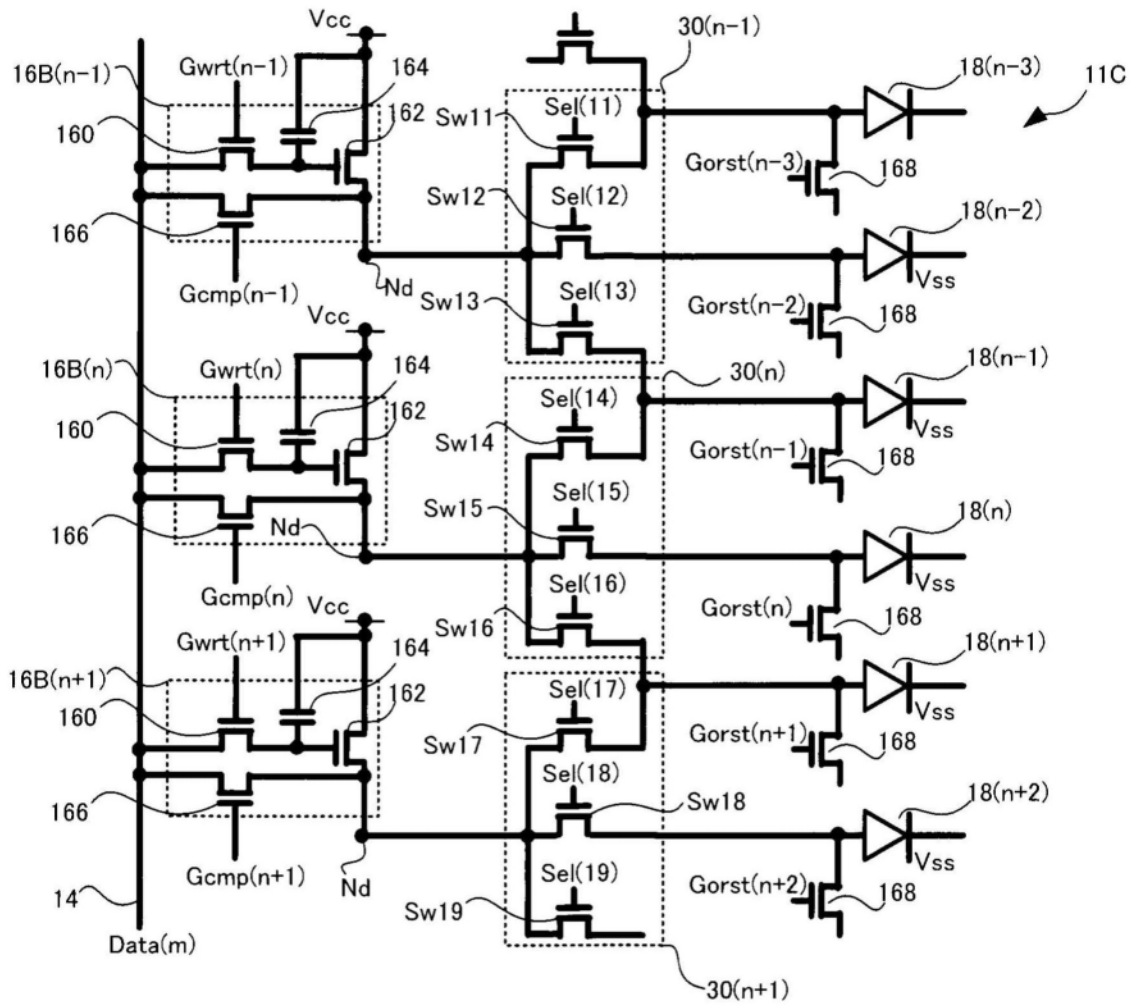 Vcc
30(n-1)
16B(n-1)
Gwrt(n-1)
164
18(n-3)
11C
Sel(11)
162
Sw11
160
Gorst(n-3)
168
Sw12
Sel(12)
18(n-2)
166
Gcmp(n-1)
Nd
Sw13
Sel(13)
Vss
Gorst(n-2)
168
Vcc
16B(n)
Gwrt(n)
164
30(n)
18(n-1)
Sel(14)
162
160
Sw14
Vss
Gorst(n-1)
168
Sel(15)
Sw15
18(n)
166
Nd
Gcmp(n)
Sel(16)
Vss
Vcc
Gorst(n)
168
Sw16
Gwrt(n+1)
164
18(n+1)
16B(n+1)
Sel(17)
162
Vss
160
Gorst(n+1)
168
Sw17
Sel(18)
Sw18
18(n+2)
166
Vss
Gcmp(n+1)
Nd
Sel(19)
Gorst(n+2)
168
14
Sw19
Data(m)
30(n+1)